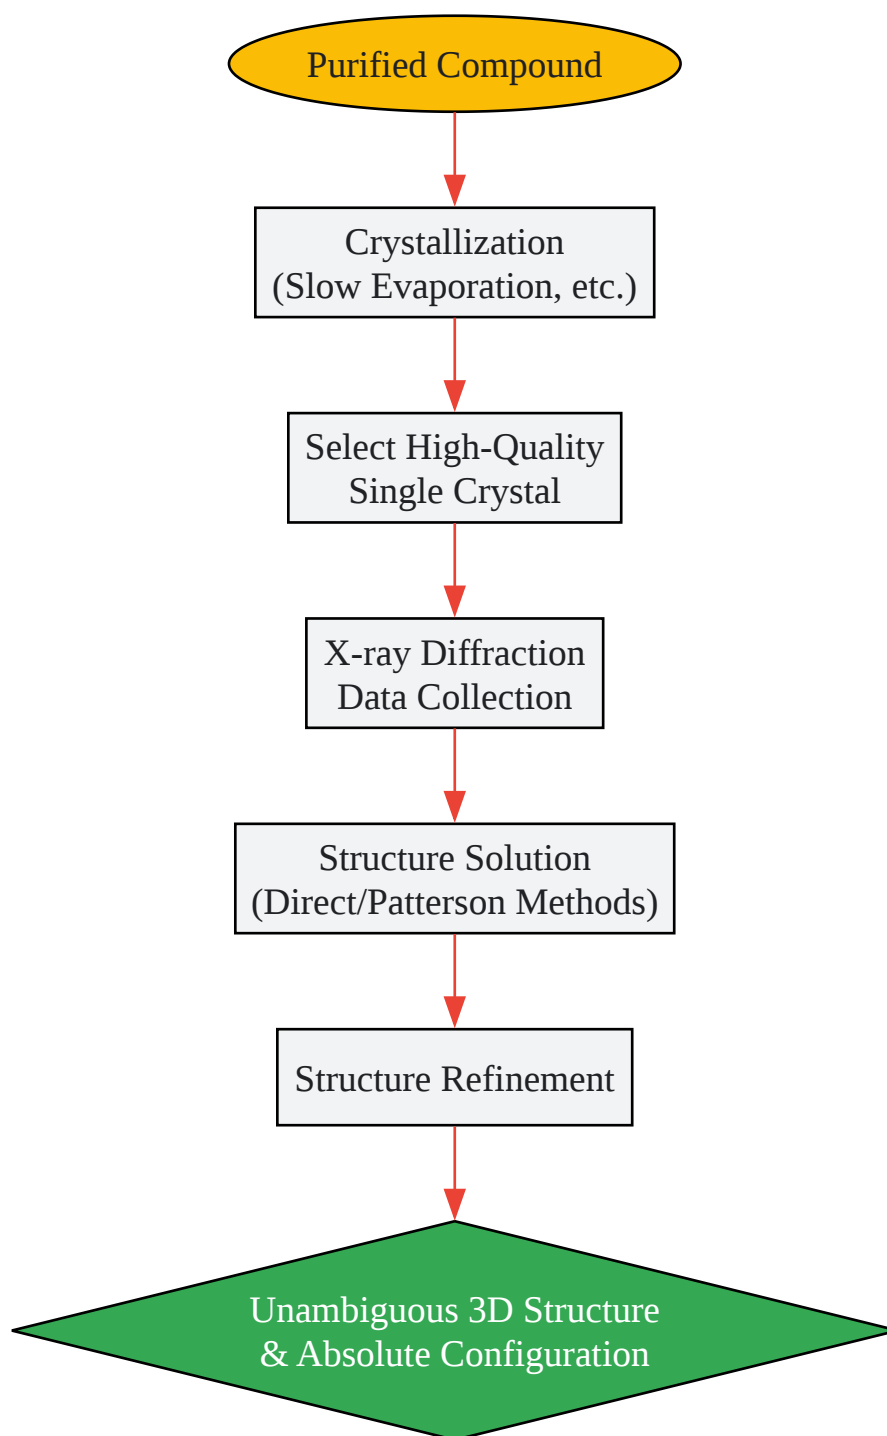 Purified Compound
Crystallization
(Slow Evaporation, etc.)
Select High-Quality
Single Crystal
X-ray Diffraction
Data Collection
Structure Solution
(Direct/Patterson Methods)
Structure Refinement
Unambiguous 3D Structure
& Absolute Configuration